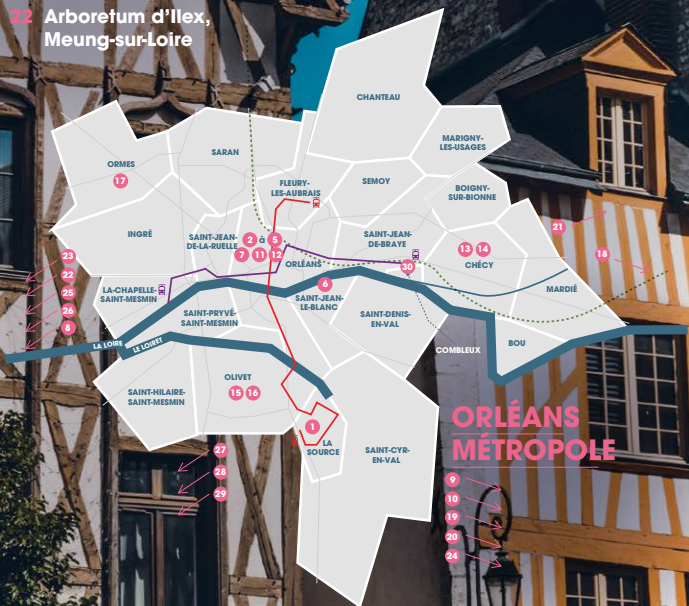 22 Arboretum d'Ilex,
Meung-sur-Loire
CHANTEAU
MARIGNY-
LES-USAGES
SARAN
ORMES
17
FLEURY-
LES-AUBRAIS
SEMOY
BOIGNY-
SUR-BIONNE
INGRÉ
SAINT-JEAN-
DE-LA-RUELLE
2 à 5
7 11 12
ORLÉANS
SAINT-JEAN-
DE-BRAYE
30
13 14
CHÉCY
21
18
MARDIÉ
23
22
25
26
8
LA-CHAPELLE-
SAINT-MESMIN
6
SAINT-JEAN-
LE-BLANC
SAINT-PRYVÉ-
SAINT-MESMIN
SAINT-DENIS-
EN-VAL
COMBLEUX
BOU
LA LOIRE
LE LOIRET
OLIVET
15 16
SAINT-HILAIRE-
SAINT-MESMIN
1
LA
SOURCE
SAINT-CYR-
EN-VAL
ORLÉANS
MÉTROPOLE
27
28
29
9
10
19
20
24